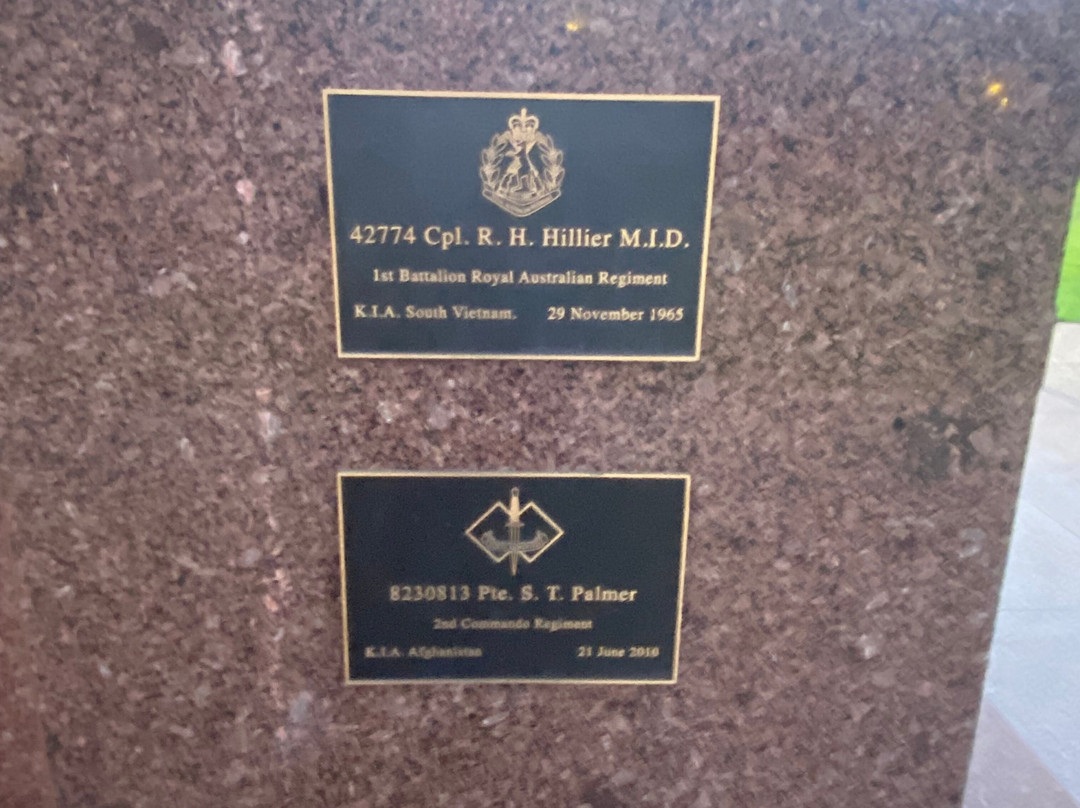 42774 Cpl. R. H. Hillier M.I.D.
1st Battalion Royal Australian Regiment
K.I.A. South Vietnam. 29 November 1965
8230813 Pte. S. T. Palmer
2nd Commando Regiment
K.I.A. Afghanistan 21 June 2010